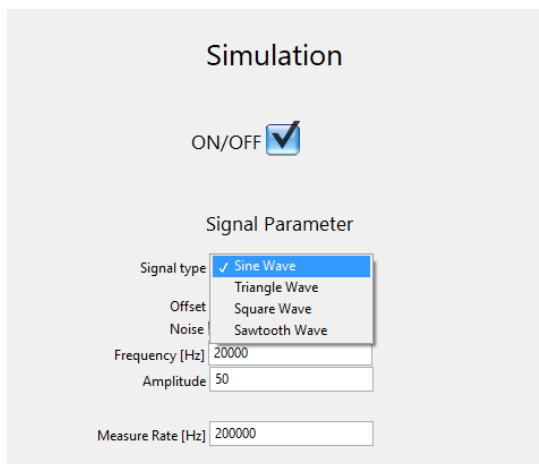 Simulation
ON/OFF
Signal Parameter
Signal type Sine Wave
Triangle Wave
Offset Square Wave
Noise Sawtooth Wave
Frequency [Hz] 20000
Amplitude 50
Measure Rate [Hz] 200000